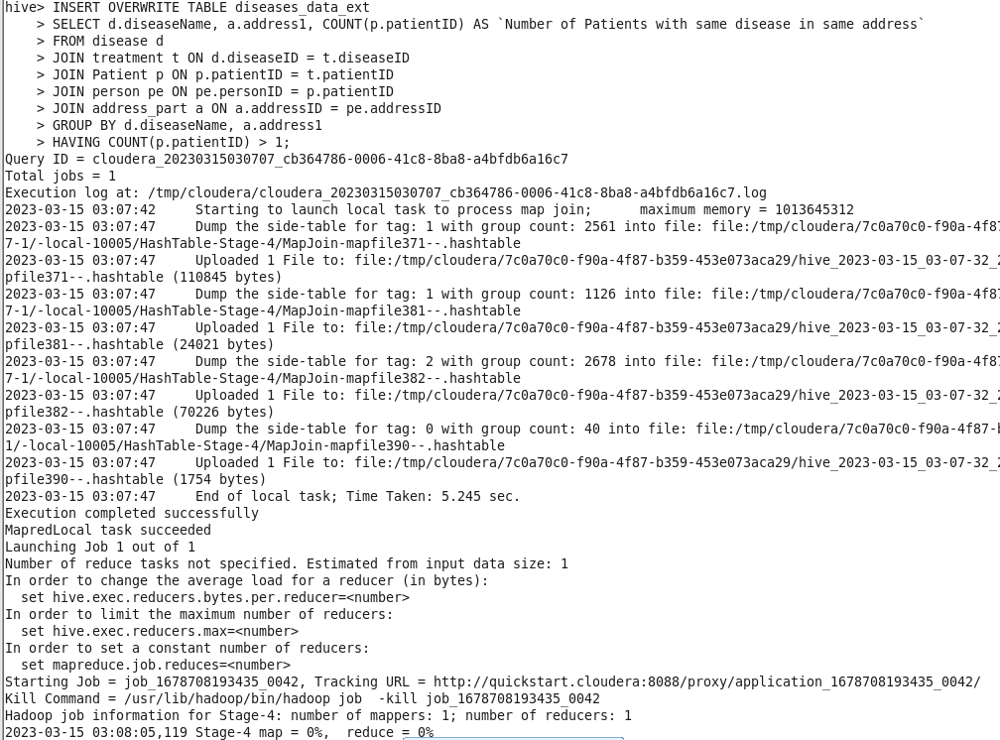 hive> INSERT OVERWRITE TABLE diseases_data_ext
    > SELECT d.diseaseName, a.address1, COUNT(p.patientID) AS `Number of Patients with same disease in same address`
    > FROM disease d
    > JOIN treatment t ON d.diseaseID = t.diseaseID
    > JOIN Patient p ON p.patientID = t.patientID
    > JOIN person pe ON pe.personID = p.patientID
    > JOIN address_part a ON a.addressID = pe.addressID
    > GROUP BY d.diseaseName, a.address1
    > HAVING COUNT(p.patientID) > 1;
Query ID = cloudera_20230315030707_cb364786-0006-41c8-8ba8-a4bfdb6a16c7
Total jobs = 1
Execution log at: /tmp/cloudera/cloudera_20230315030707_cb364786-0006-41c8-8ba8-a4bfdb6a16c7.log
2023-03-15 03:07:42     Starting to launch local task to process map join;      maximum memory = 1013645312
2023-03-15 03:07:47     Dump the side-table for tag: 1 with group count: 2561 into file: file:/tmp/cloudera/7c0a70c0-f90a-4f87
7-1/-local-10005/HashTable-Stage-4/MapJoin-mapfile371--.hashtable
2023-03-15 03:07:47     Uploaded 1 File to: file:/tmp/cloudera/7c0a70c0-f90a-4f87-b359-453e073aca29/hive_2023-03-15_03-07-32_2
pfile371--.hashtable (110845 bytes)
2023-03-15 03:07:47     Dump the side-table for tag: 1 with group count: 1126 into file: file:/tmp/cloudera/7c0a70c0-f90a-4f87
7-1/-local-10005/HashTable-Stage-4/MapJoin-mapfile381--.hashtable
2023-03-15 03:07:47     Uploaded 1 File to: file:/tmp/cloudera/7c0a70c0-f90a-4f87-b359-453e073aca29/hive_2023-03-15_03-07-32_2
pfile381--.hashtable (24021 bytes)
2023-03-15 03:07:47     Dump the side-table for tag: 2 with group count: 2678 into file: file:/tmp/cloudera/7c0a70c0-f90a-4f87
7-1/-local-10005/HashTable-Stage-4/MapJoin-mapfile382--.hashtable
2023-03-15 03:07:47     Uploaded 1 File to: file:/tmp/cloudera/7c0a70c0-f90a-4f87-b359-453e073aca29/hive_2023-03-15_03-07-32_2
pfile382--.hashtable (70226 bytes)
2023-03-15 03:07:47     Dump the side-table for tag: 0 with group count: 40 into file: file:/tmp/cloudera/7c0a70c0-f90a-4f87-b
1/-local-10005/HashTable-Stage-4/MapJoin-mapfile390--.hashtable
2023-03-15 03:07:47     Uploaded 1 File to: file:/tmp/cloudera/7c0a70c0-f90a-4f87-b359-453e073aca29/hive_2023-03-15_03-07-32_2
pfile390--.hashtable (1754 bytes)
2023-03-15 03:07:47     End of local task; Time Taken: 5.245 sec.
Execution completed successfully
MapredLocal task succeeded
Launching Job 1 out of 1
Number of reduce tasks not specified. Estimated from input data size: 1
In order to change the average load for a reducer (in bytes):
  set hive.exec.reducers.bytes.per.reducer=<number>
In order to limit the maximum number of reducers:
  set hive.exec.reducers.max=<number>
In order to set a constant number of reducers:
  set mapreduce.job.reduces=<number>
Starting Job = job_1678708193435_0042, Tracking URL = http://quickstart.cloudera:8088/proxy/application_1678708193435_0042/
Kill Command = /usr/lib/hadoop/bin/hadoop job  -kill job_1678708193435_0042
Hadoop job information for Stage-4: number of mappers: 1; number of reducers: 1
2023-03-15 03:08:05,119 Stage-4 map = 0%,  reduce = 0%